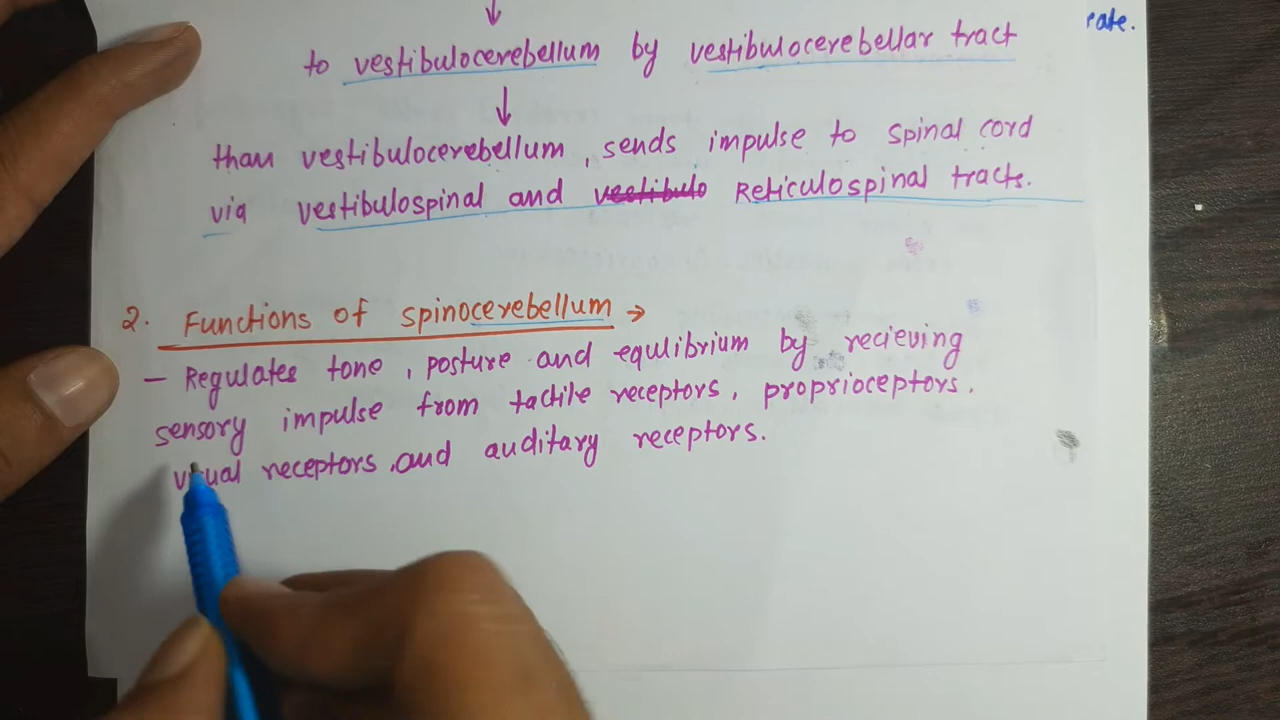 rate.
↓
to vestibulocerebellum by vestibulocerebellar tract
↓
than vestibulocerebellum, sends impulse to spinal cord
via vestibulospinal and vestibulo Reticulospinal tracts.
2. Functions of spinocerebellum →
- Regulates tone, posture and equlibrium by recieving
sensory impulse from tactile receptors, proprioceptors.
visual receptors, and auditary receptors.